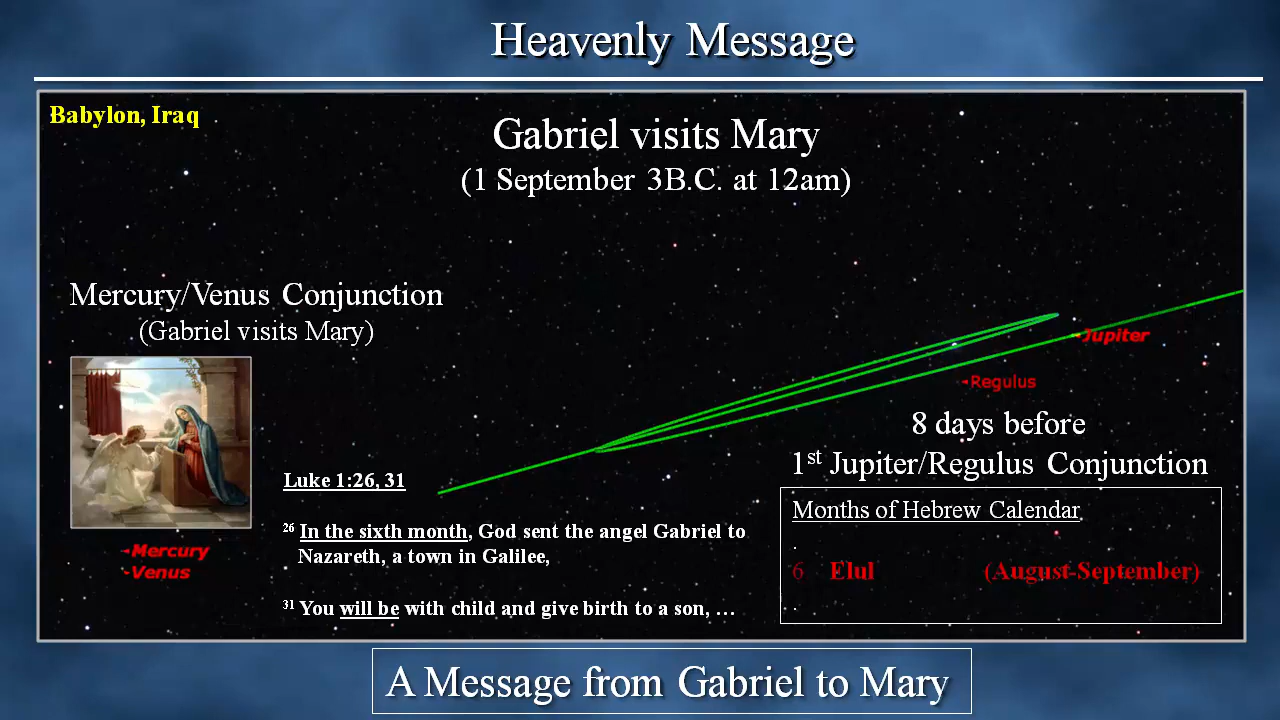 Heavenly Message
Babylon, Iraq
Gabriel visits Mary
(1 September 3B.C. at 12am)
Mercury/Venus Conjunction
(Gabriel visits Mary)
Jupiter
Regulus
8 days before
1st Jupiter/Regulus Conjunction
Luke 1:26, 31
26 In the sixth month, God sent the angel Gabriel to
Nazareth, a town in Galilee,
31 You will be with child and give birth to a son, …
Mercury
Venus
Months of Hebrew Calendar
.
6 Elul (August-September)
. .
A Message from Gabriel to Mary